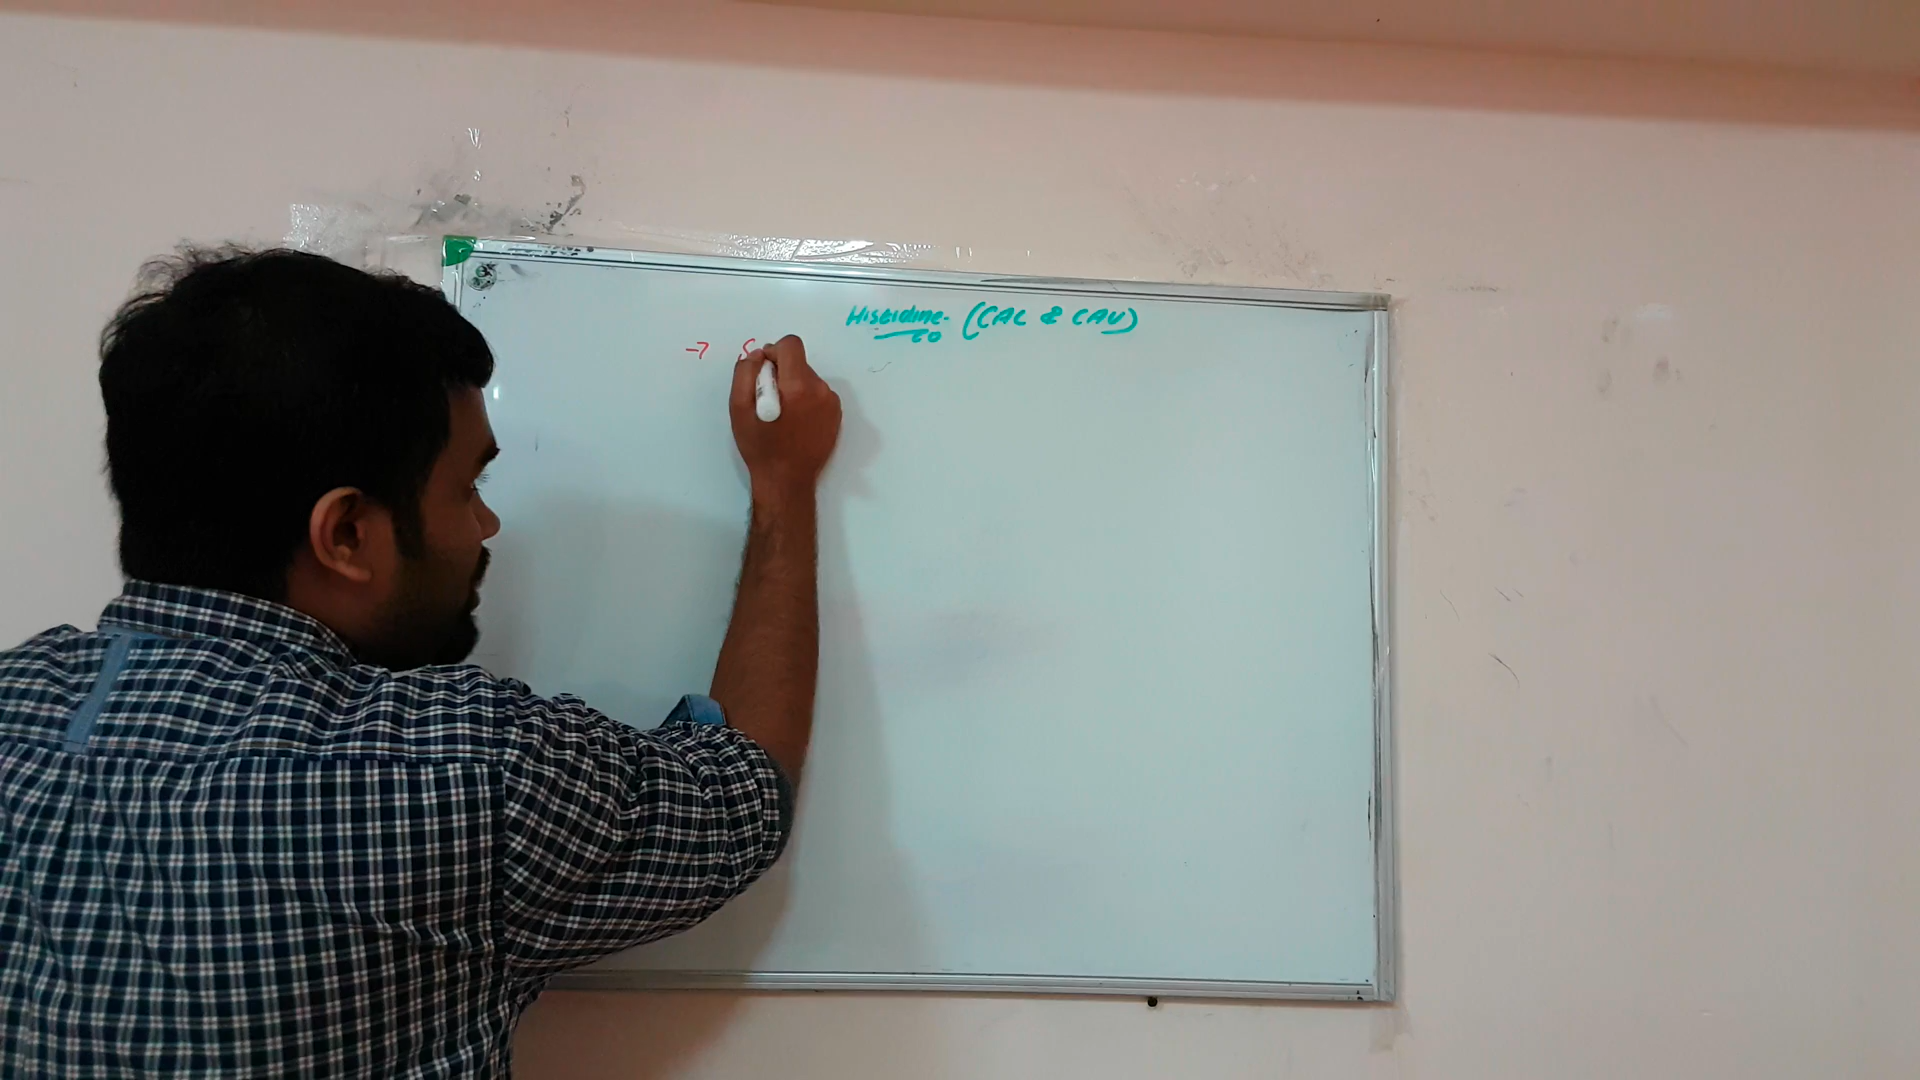 Histidine - (CAC & CAU)
→ S